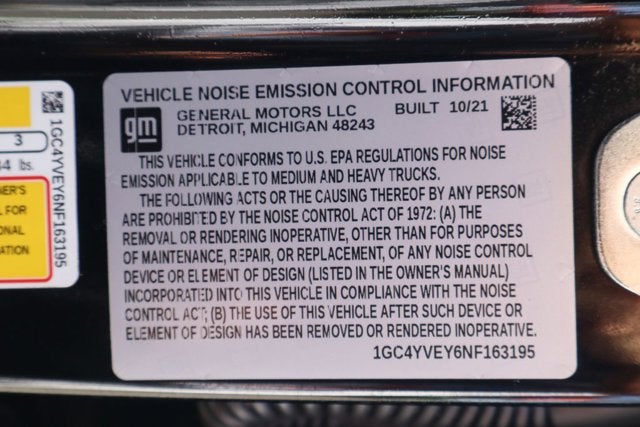 VEHICLE NOISE EMISSION CONTROL INFORMATION
gm
GENERAL MOTORS LLC BUILT 10/21
DETROIT, MICHIGAN 48243
THIS VEHICLE CONFORMS TO U.S. EPA REGULATIONS FOR NOISE
EMISSION APPLICABLE TO MEDIUM AND HEAVY TRUCKS.
THE FOLLOWING ACTS OR THE CAUSING THEREOF BY ANY PERSON
ARE PROHIBITED BY THE NOISE CONTROL ACT OF 1972: (A) THE
REMOVAL OR RENDERING INOPERATIVE, OTHER THAN FOR PURPOSES
OF MAINTENANCE, REPAIR, OR REPLACEMENT, OF ANY NOISE CONTROL
DEVICE OR ELEMENT OF DESIGN (LISTED IN THE OWNER'S MANUAL)
INCORPORATED INTO THIS VEHICLE IN COMPLIANCE WITH THE NOISE
CONTROL ACT; (B) THE USE OF THIS VEHICLE AFTER SUCH DEVICE OR
ELEMENT OF DESIGN HAS BEEN REMOVED OR RENDERED INOPERATIVE.
1GC4YVEY6NF163195
3
lbs.
FOR
1GC4YVEY6NF163195